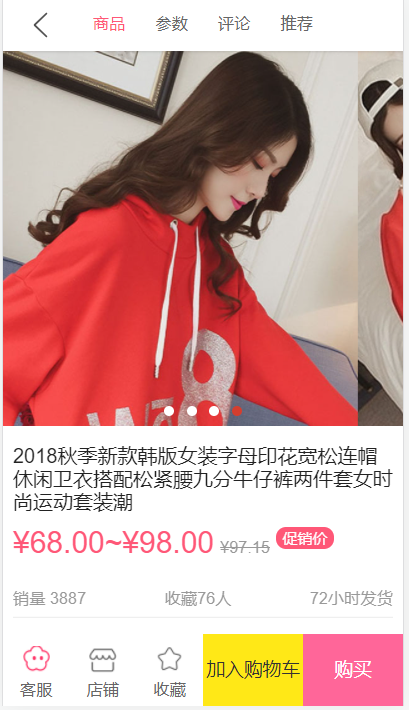 商品 参数 评论 推荐
2018秋季新款韩版女装字母印花宽松连帽
休闲卫衣搭配松紧腰九分牛仔裤两件套女时
尚运动套装潮
¥68.00~¥98.00 ¥97.15 促销价
销量 3887 收藏76人 72小时发货
客服 店铺 收藏 加入购物车 购买